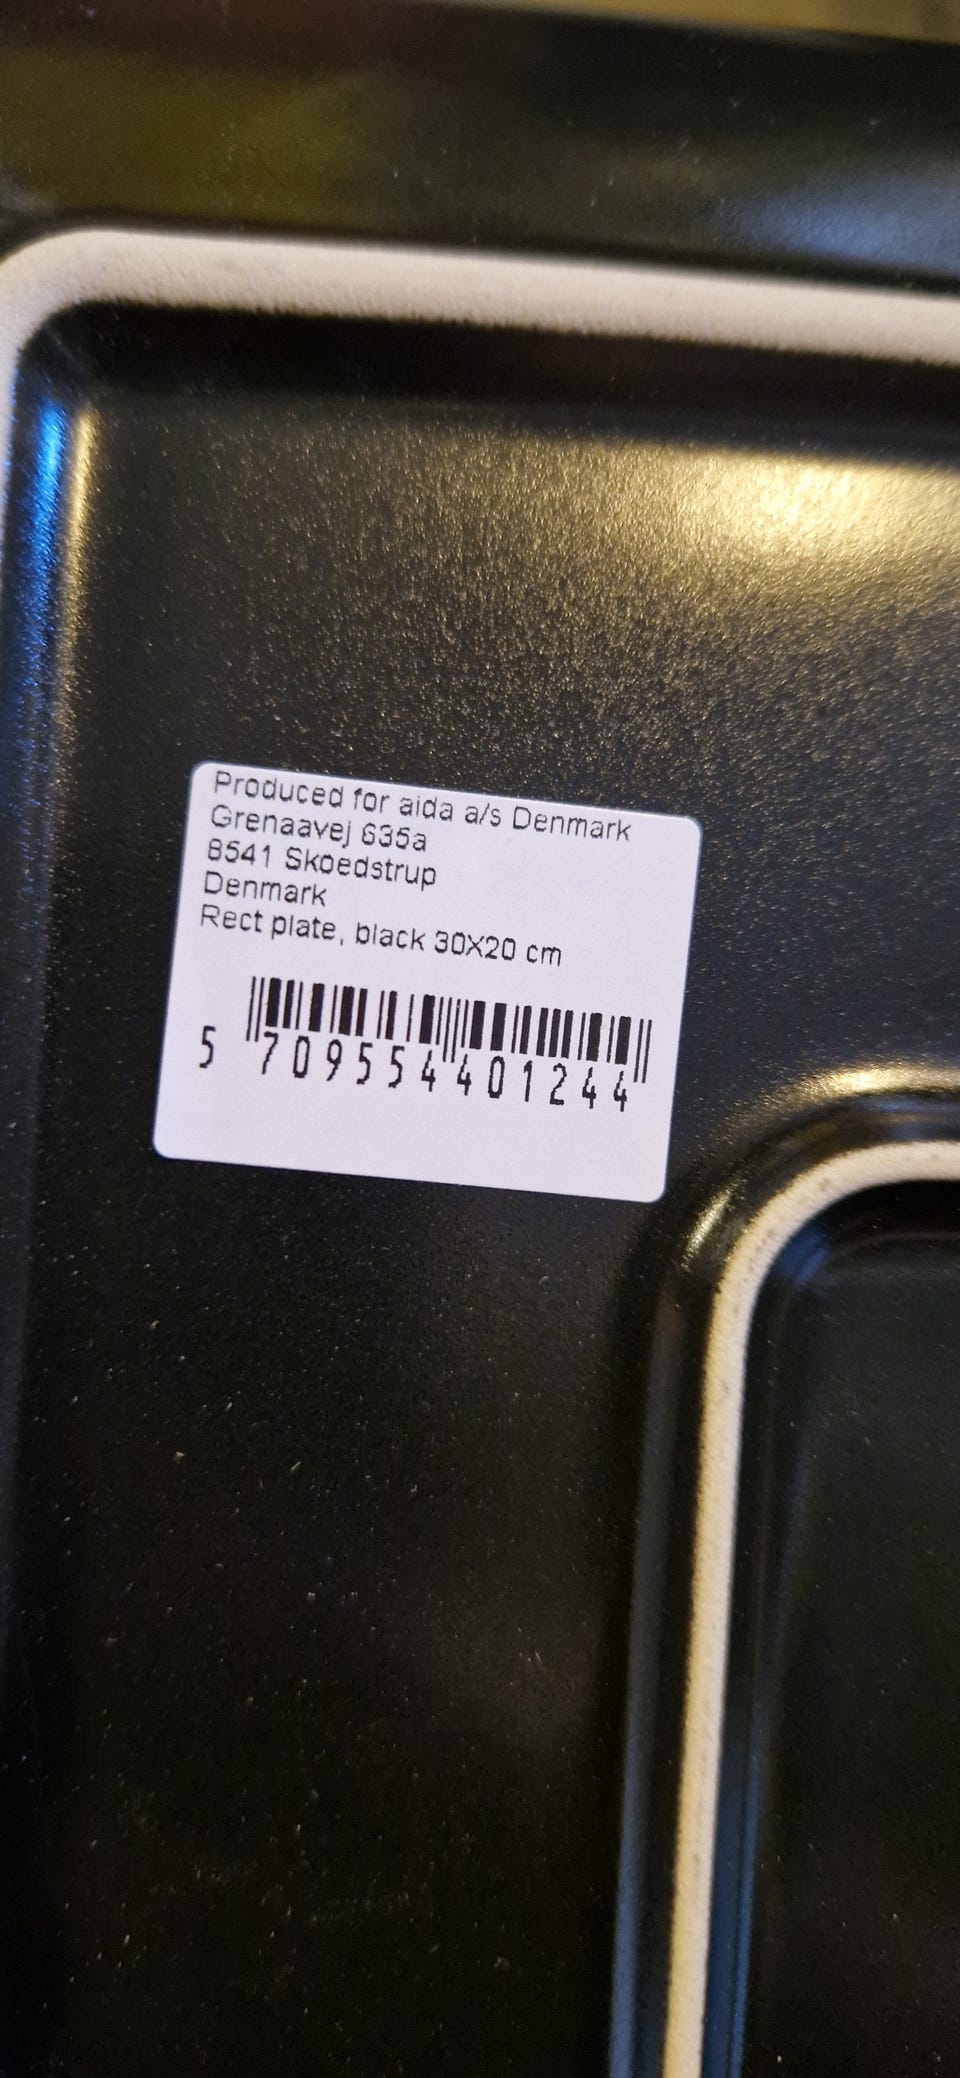 Produced for aida a/s Denmark
Grenaavej 635a
8541 Skoedstrup
Denmark
Rect plate, black 30X20 cm
5 709554 401244